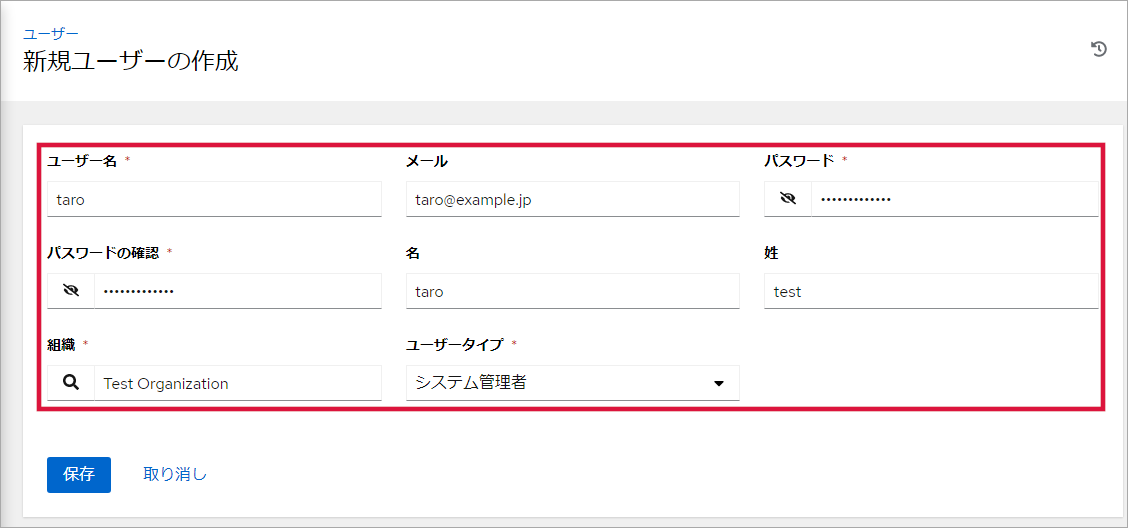 ユーザー
新規ユーザーの作成
ユーザー名 *
メール
パスワード *
taro
taro@example.jp
•••••••••••••
パスワードの確認 *
名
姓
•••••••••••••
taro
test
組織 *
ユーザータイプ *
Test Organization
システム管理者
保存
取り消し